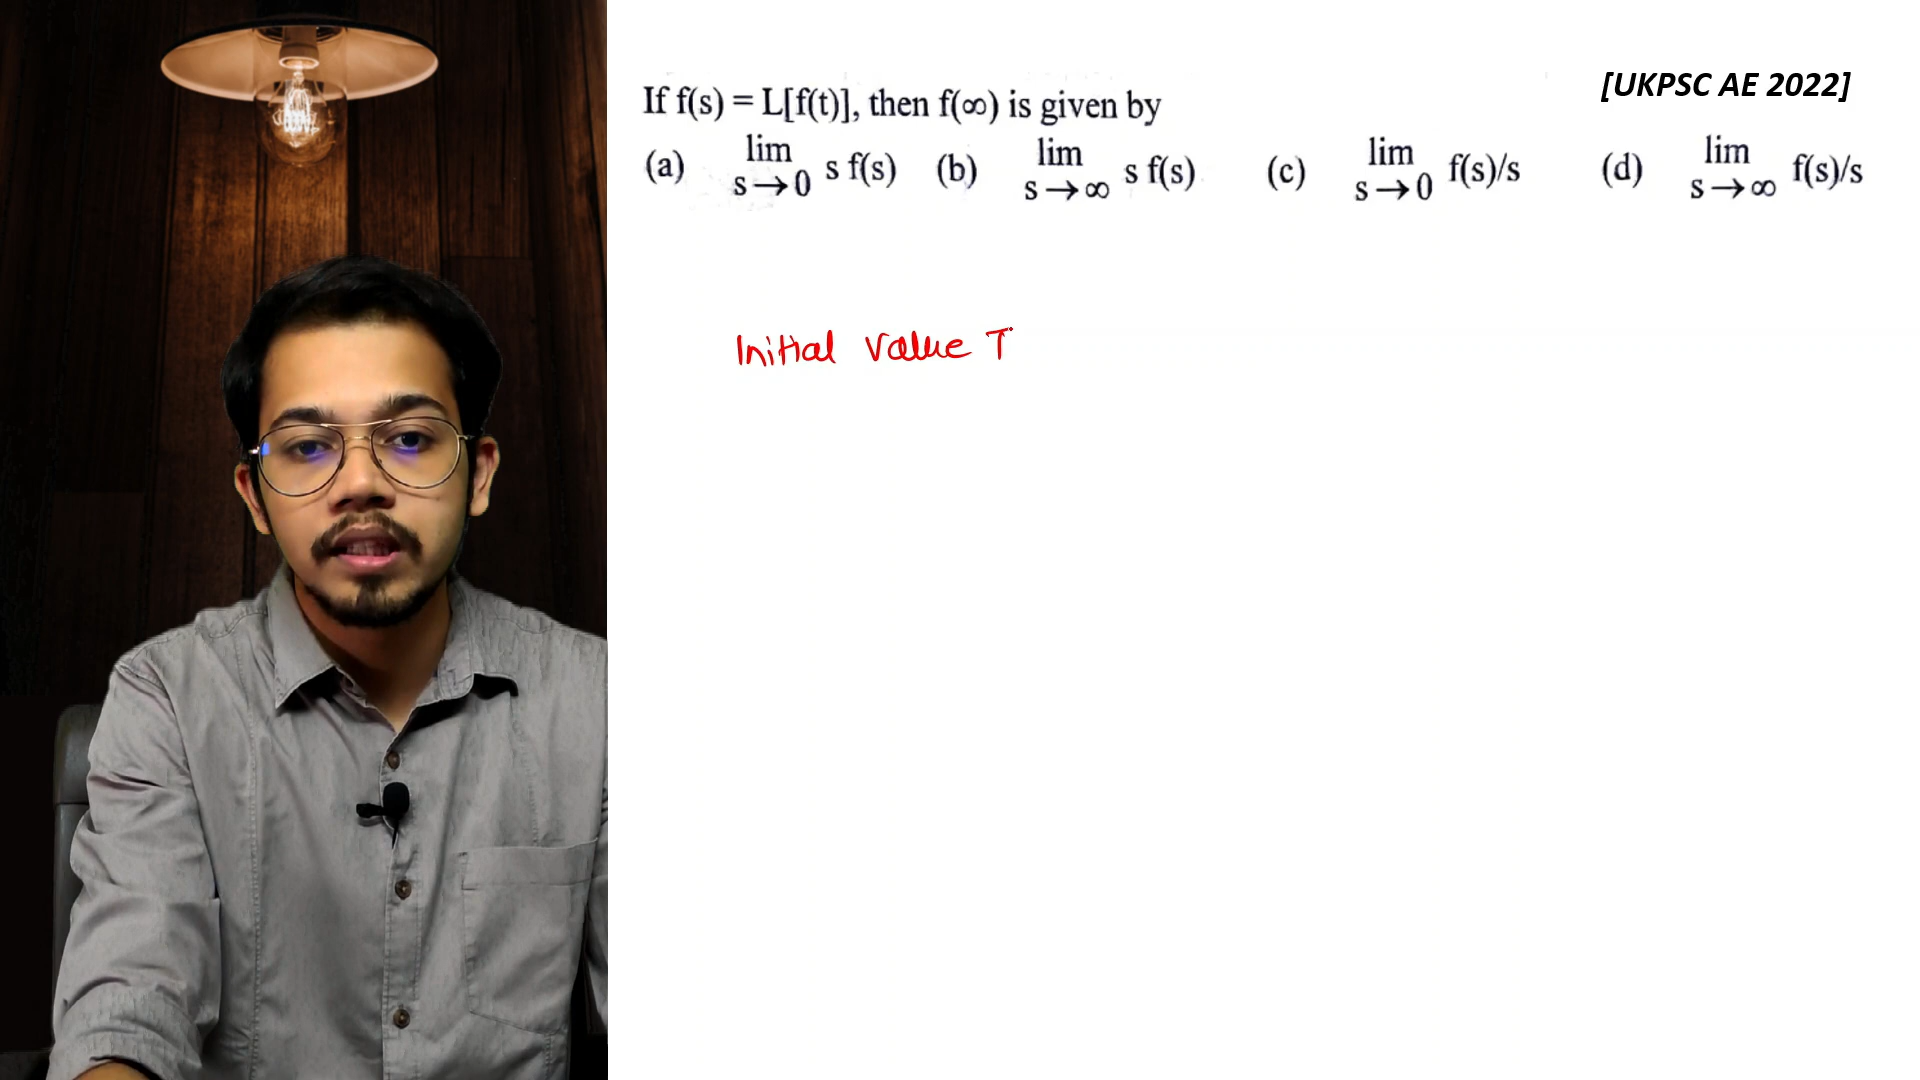 [UKPSC AE 2022]
If f(s) = L[f(t)], then f(∞) is given by
(a) lim s→0 s f(s) (b) lim s→∞ s f(s) (c) lim s→0 f(s)/s (d) lim s→∞ f(s)/s
Initial value T